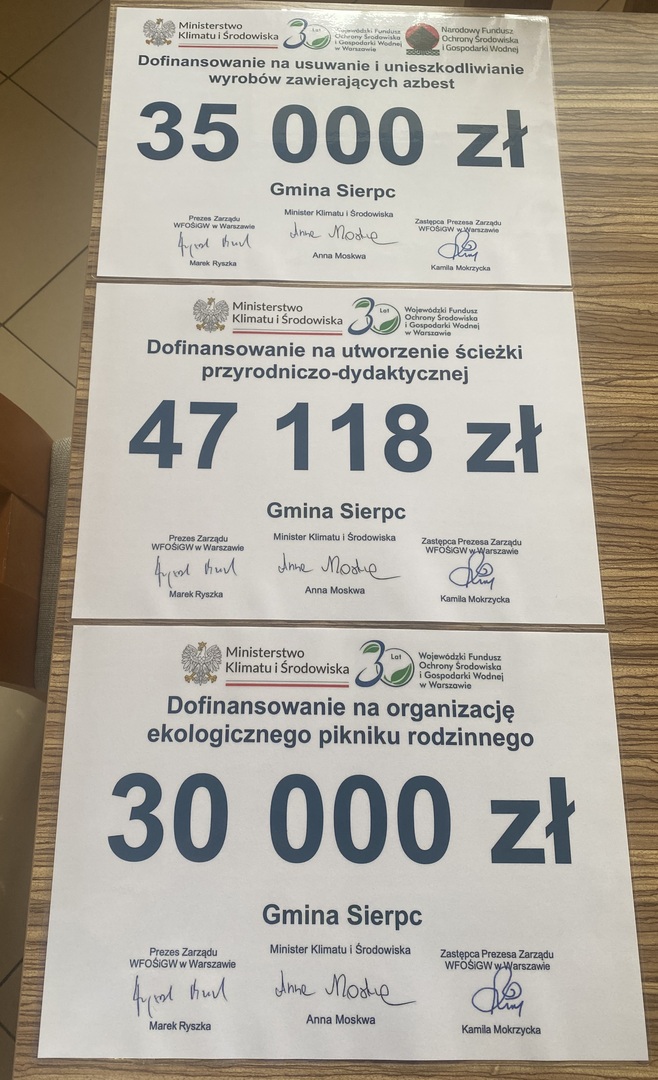 Ministerstwo
Klimatu i Środowiska
30 Lat
Wojewódzki Fundusz
Ochrony Środowiska
i Gospodarki Wodnej
w Warszawie
Narodowy Fundusz
Ochrony Środowiska
i Gospodarki Wodnej
Dofinansowanie na usuwanie i unieszkodliwianie
wyrobów zawierających azbest
35 000 zł
Gmina Sierpc
Prezes Zarządu
WFOŚiGW w Warszawie
Marek Ryszka
Minister Klimatu i Środowiska
Anna Moskwa
Anna Moskwa
Zastępca Prezesa Zarządu
WFOŚiGW w Warszawie
Kamila Mokrzycka
Ministerstwo
Klimatu i Środowiska
30 Lat
Wojewódzki Fundusz
Ochrony Środowiska
i Gospodarki Wodnej
w Warszawie
Dofinansowanie na utworzenie ścieżki
przyrodniczo-dydaktycznej
47 118 zł
Gmina Sierpc
Prezes Zarządu
WFOŚiGW w Warszawie
Marek Ryszka
Minister Klimatu i Środowiska
Anna Moskwa
Anna Moskwa
Zastępca Prezesa Zarządu
WFOŚiGW w Warszawie
Kamila Mokrzycka
Ministerstwo
Klimatu i Środowiska
30 Lat
Wojewódzki Fundusz
Ochrony Środowiska
i Gospodarki Wodnej
w Warszawie
Dofinansowanie na organizację
ekologicznego pikniku rodzinnego
30 000 zł
Gmina Sierpc
Prezes Zarządu
WFOŚiGW w Warszawie
Marek Ryszka
Minister Klimatu i Środowiska
Anna Moskwa
Anna Moskwa
Zastępca Prezesa Zarządu
WFOŚiGW w Warszawie
Kamila Mokrzycka